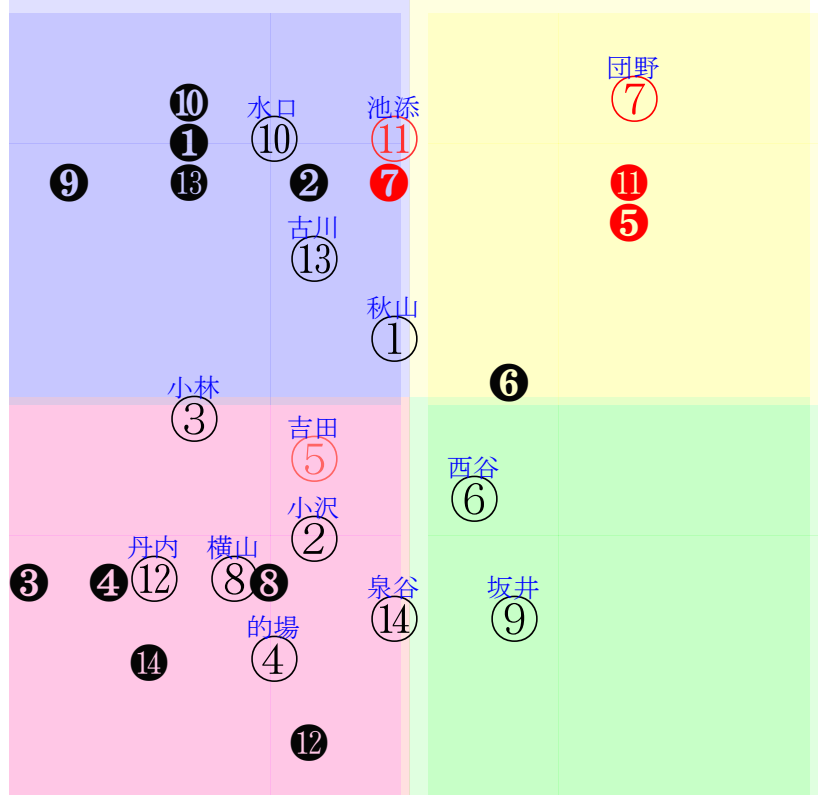 団野
⑦
❿
水口
⑩
池添
⑪
❶
❾
⓭
❷
❼
⓫
❺
古川
⑬
秋山
①
❻
小林
③
吉田
⑤
西谷
⑥
小沢
②
丹内
⑫
横山
⑧
❽
❸
❹
泉谷
⑭
坂井
⑨
的場
④
⓮
⓬